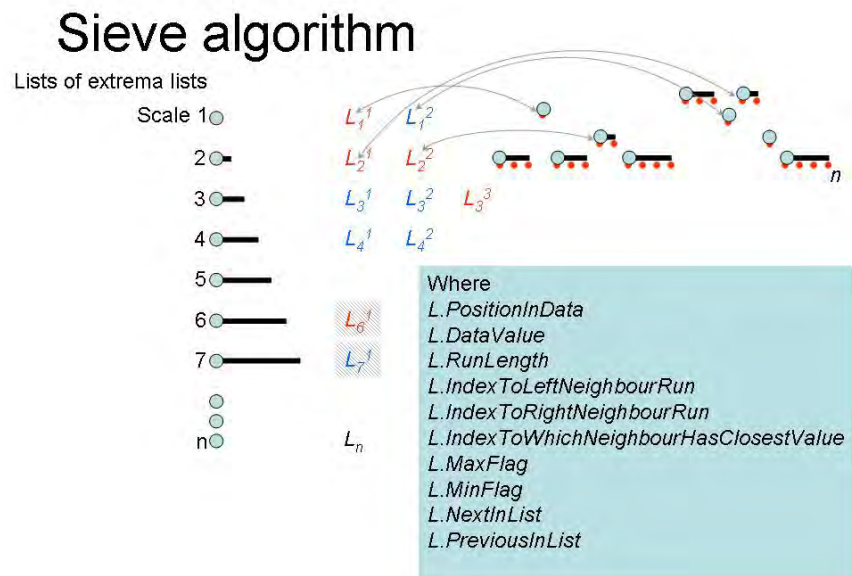 Sieve algorithm
Lists of extrema lists
Scale 1 L₁¹ L₁²
2 L₂¹ L₂²
n
3 L₃¹ L₃² L₃³
4 L₄¹ L₄²
5
6 L₆¹
7 L₇¹
n Lₙ
Where
L.PositionInData
L.DataValue
L.RunLength
L.IndexToLeftNeighbourRun
L.IndexToRightNeighbourRun
L.IndexToWhichNeighbourHasClosestValue
L.MaxFlag
L.MinFlag
L.NextInList
L.PreviousInList